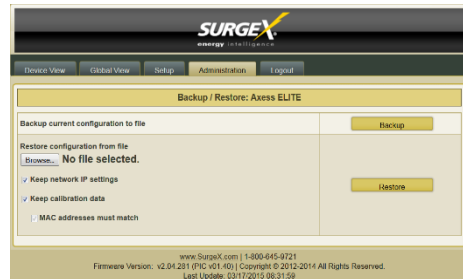 SURGEX
energy intelligence
Device View Global View Setup Administration Logout
Backup / Restore: Axess ELITE
Backup current configuration to file Backup
Restore configuration from file
Browse... No file selected.
Keep network IP settings
Restore
Keep calibration data
MAC addresses must match
www.SurgeX.com | 1-800-645-9721
Firmware Version: v2.04.281 (PIC v01.40) | Copyright © 2012-2014 All Rights Reserved.
Last Update: 03/17/2015 08:31:59